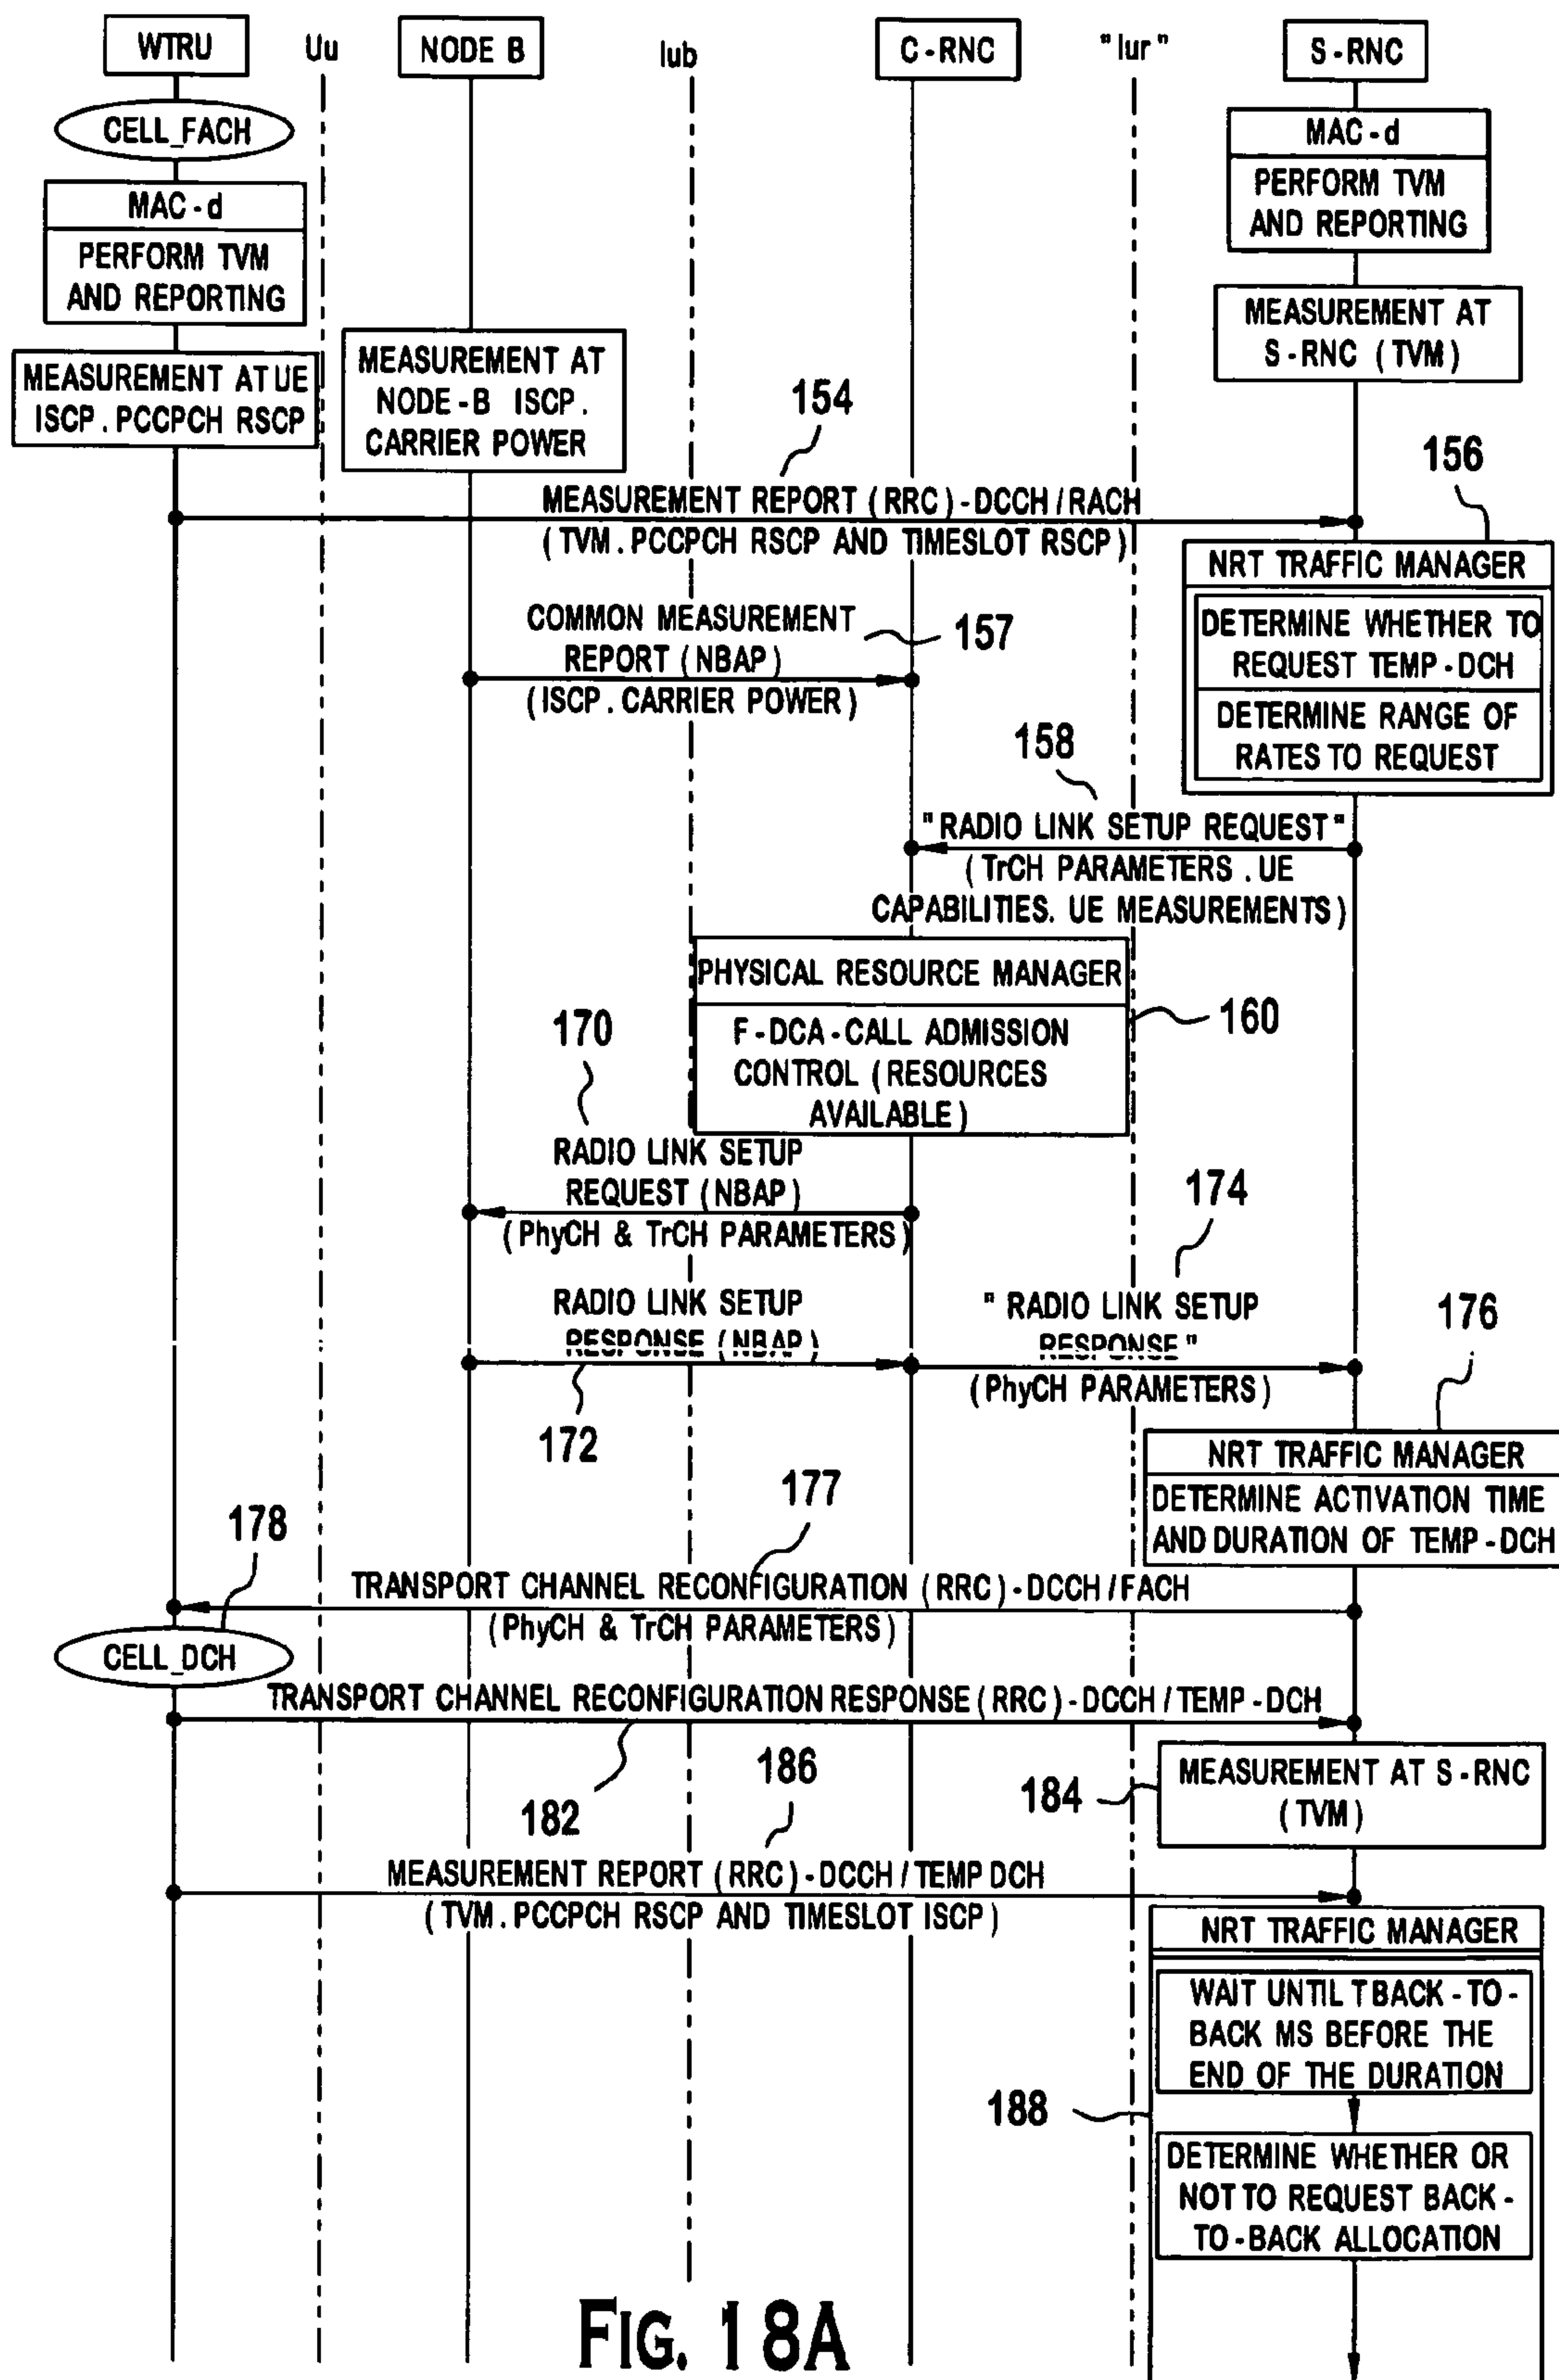 WTRU
Uu
NODE B
Iub
C-RNC
"Iur"
S-RNC
CELL_FACH
MAC-d
PERFORM TVM
AND REPORTING
MAC-d
PERFORM TVM
AND REPORTING
MEASUREMENT AT
S-RNC (TVM)
MEASUREMENT AT UE
ISCP. PCCPCH RSCP
MEASUREMENT AT
NODE-B ISCP.
CARRIER POWER
154
156
MEASUREMENT REPORT (RRC)-DCCH/RACH
(TVM. PCCPCH RSCP AND TIMESLOT RSCP)
NRT TRAFFIC MANAGER
DETERMINE WHETHER TO
REQUEST TEMP-DCH
DETERMINE RANGE OF
RATES TO REQUEST
COMMON MEASUREMENT
REPORT (NBAP)
(ISCP. CARRIER POWER)
157
158
"RADIO LINK SETUP REQUEST"
(TrCH PARAMETERS. UE
CAPABILITIES. UE MEASUREMENTS)
PHYSICAL RESOURCE MANAGER
F-DCA-CALL ADMISSION
CONTROL (RESOURCES
AVAILABLE)
160
170
RADIO LINK SETUP
REQUEST (NBAP)
(PhyCH & TrCH PARAMETERS)
174
RADIO LINK SETUP
RESPONSE (NBAP)
172
" RADIO LINK SETUP
RESPONSE"
(PhyCH PARAMETERS)
176
NRT TRAFFIC MANAGER
DETERMINE ACTIVATION TIME
AND DURATION OF TEMP-DCH
177
178
TRANSPORT CHANNEL RECONFIGURATION (RRC)-DCCH/FACH
(PhyCH & TrCH PARAMETERS)
CELL_DCH
TRANSPORT CHANNEL RECONFIGURATION RESPONSE (RRC)-DCCH/TEMP-DCH
182
186
184
MEASUREMENT AT S-RNC
(TVM)
MEASUREMENT REPORT (RRC)-DCCH/TEMP DCH
(TVM. PCCPCH RSCP AND TIMESLOT ISCP)
NRT TRAFFIC MANAGER
WAIT UNTIL T BACK-TO-
BACK MS BEFORE THE
END OF THE DURATION
188
DETERMINE WHETHER OR
NOT TO REQUEST BACK-
TO-BACK ALLOCATION
FIG. 18A